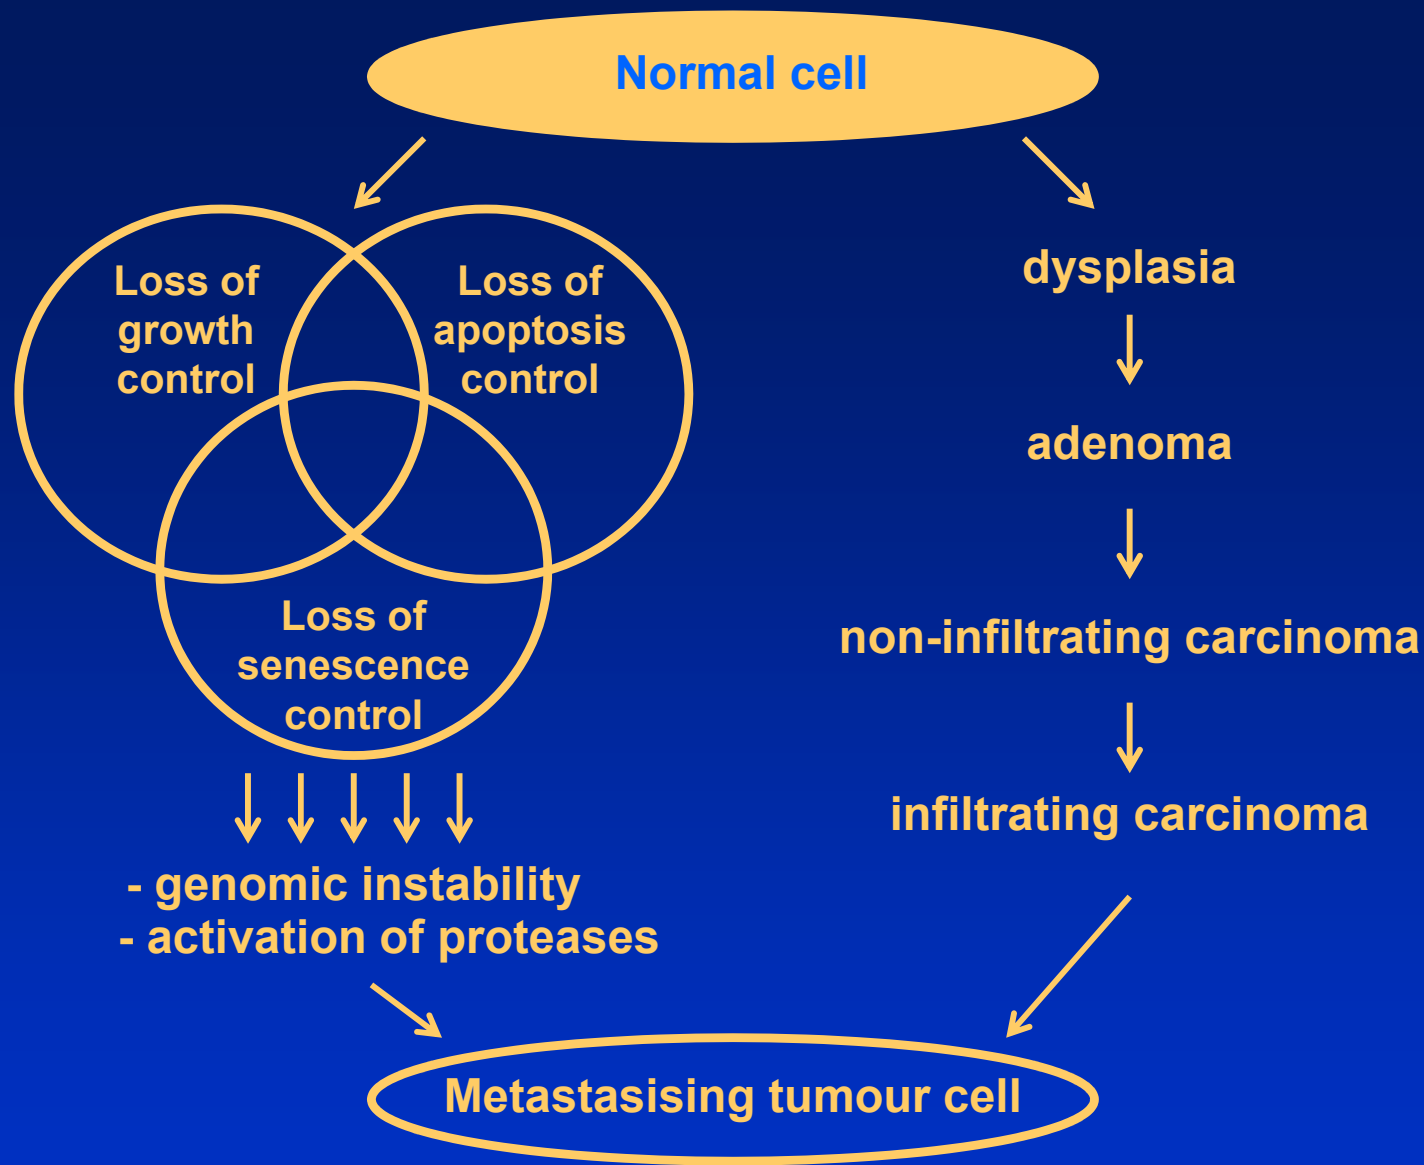 Normal cell
Loss of
growth
control
Loss of
apoptosis
control
Loss of
senescence
control
- genomic instability
- activation of proteases
dysplasia
adenoma
non-infiltrating carcinoma
infiltrating carcinoma
Metastasising tumour cell